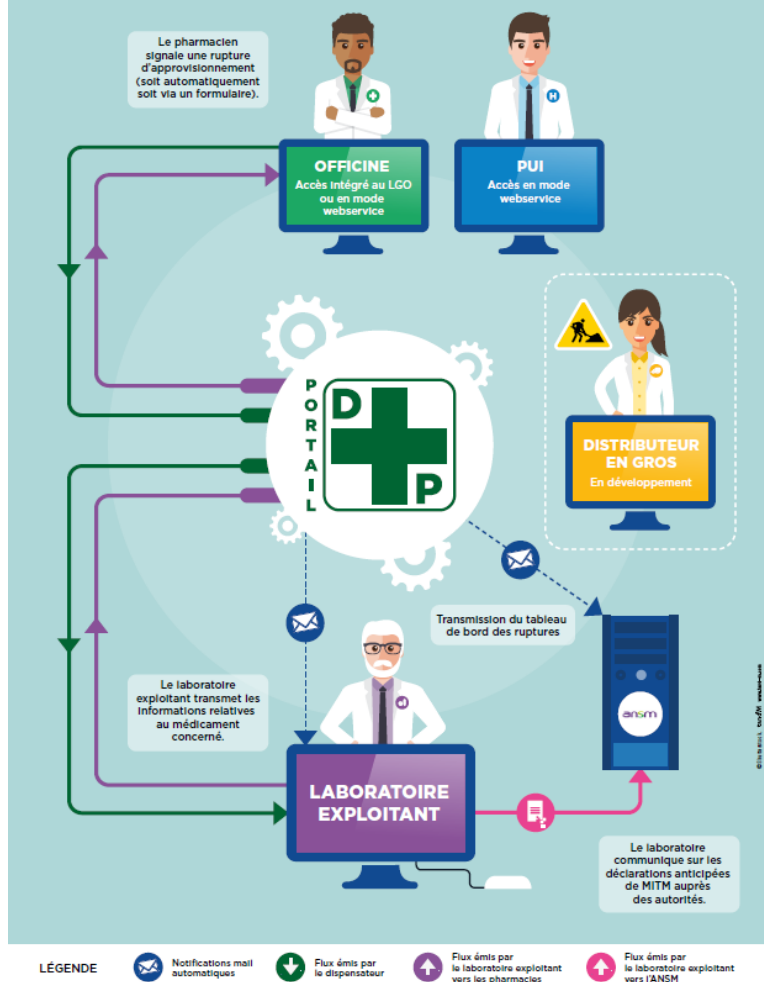 Le pharmacien
signale une rupture
d'approvisionnement
(soit automatiquement
soit via un formulaire).
H
OFFICINE
Accès intégré au LGO
ou en mode
webservice
PUI
Accès en mode
webservice
PORTAIL
D
P
DISTRIBUTEUR
EN GROS
En développement
Transmission du tableau
de bord des ruptures
Le laboratoire
exploitant transmet les
informations relatives
au médicament
concerné.
ansm
LABORATOIRE
EXPLOITANT
Le laboratoire
communique sur les
déclarations anticipées
de MITM auprès
des autorités.
LÉGENDE
Notifications mail
automatiques
Flux émis par
le dispensateur
Flux émis par
le laboratoire exploitant
vers les pharmacies
Flux émis par
le laboratoire exploitant
vers l'ANSM